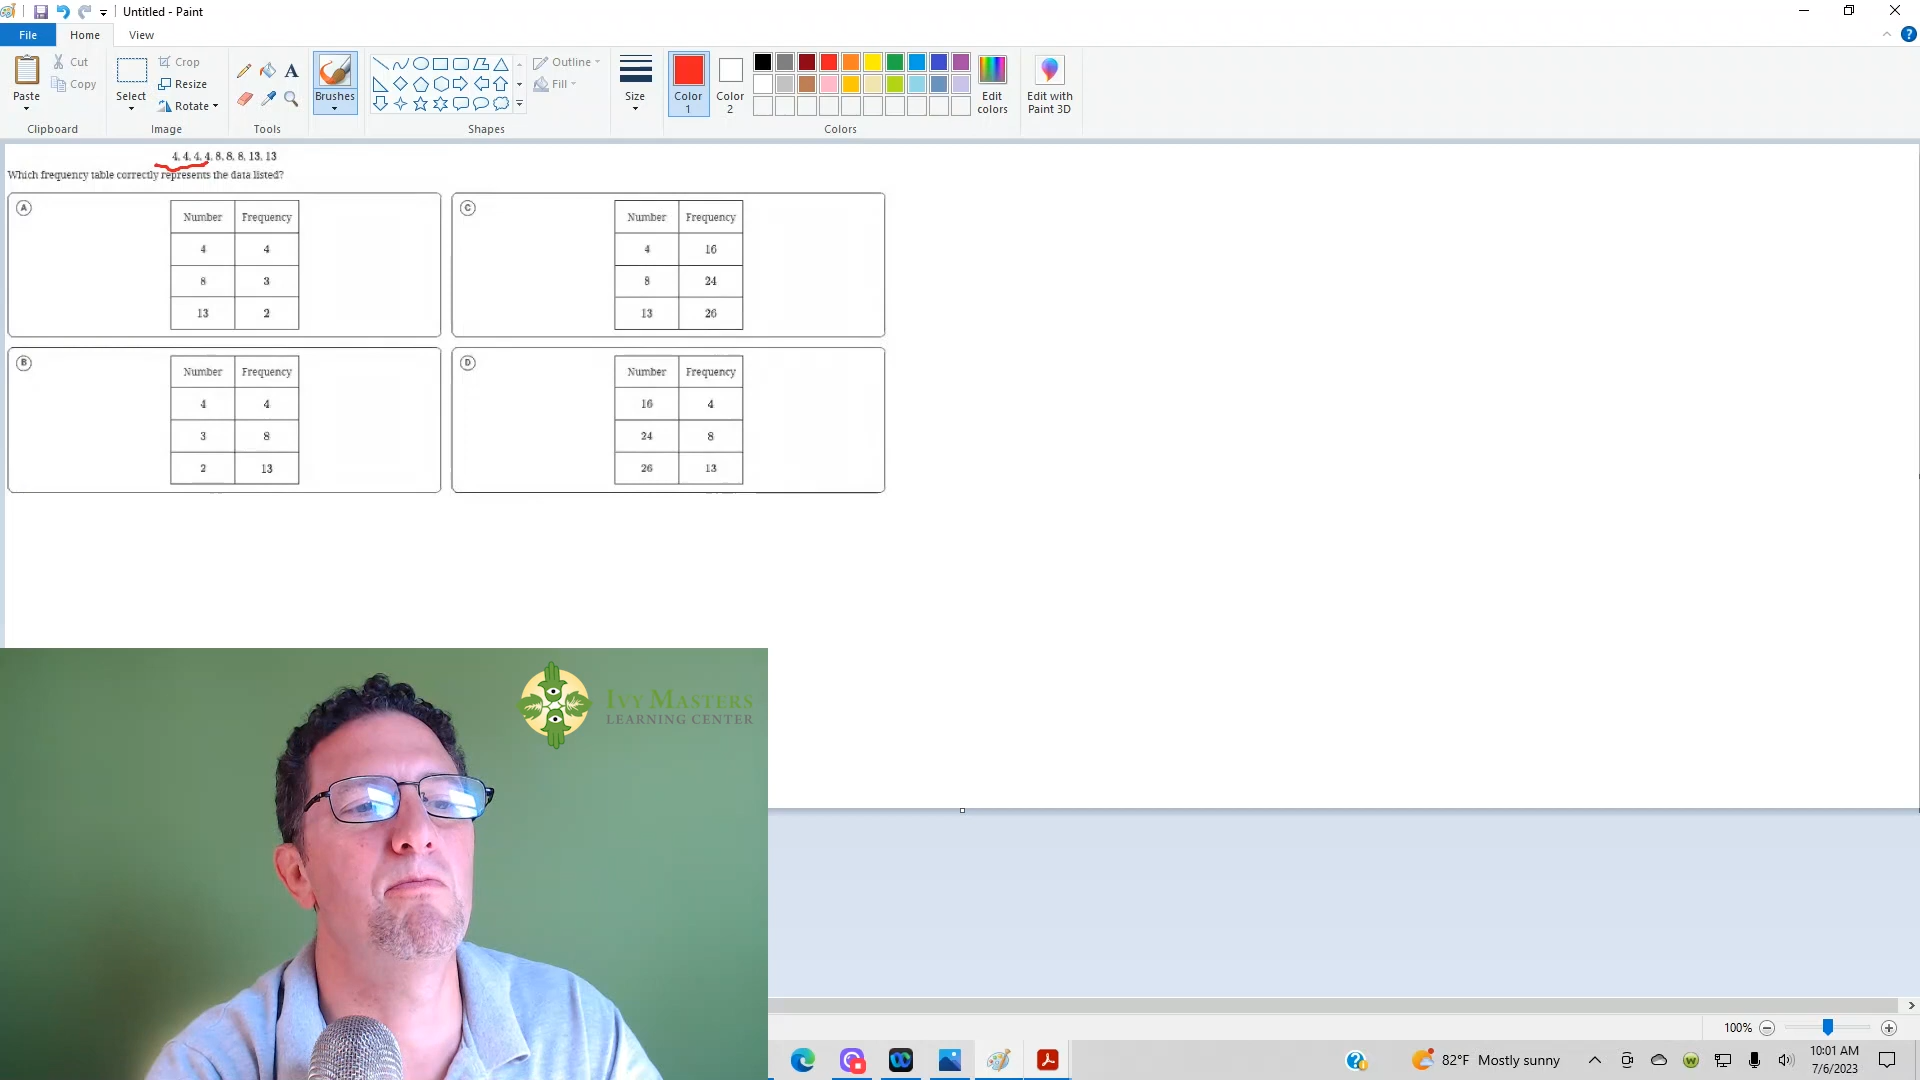 Untitled - Paint
File
Home
View
Paste
Cut
Copy
Clipboard
Select
Crop
Resize
Rotate
Image
A
Tools
Brushes
Shapes
Outline
Fill
Size
Color 1
Color 2
Colors
Edit colors
Edit with Paint 3D
4, 4, 4, 4, 8, 8, 8, 13, 13
Which frequency table correctly represents the data listed?
A
Number Frequency
4 4
8 3
13 2
C
Number Frequency
4 16
8 24
13 26
B
Number Frequency
4 4
3 8
2 13
D
Number Frequency
16 4
24 8
26 13
IVY MASTERS
LEARNING CENTER
100%
82°F Mostly sunny
10:01 AM
7/6/2023